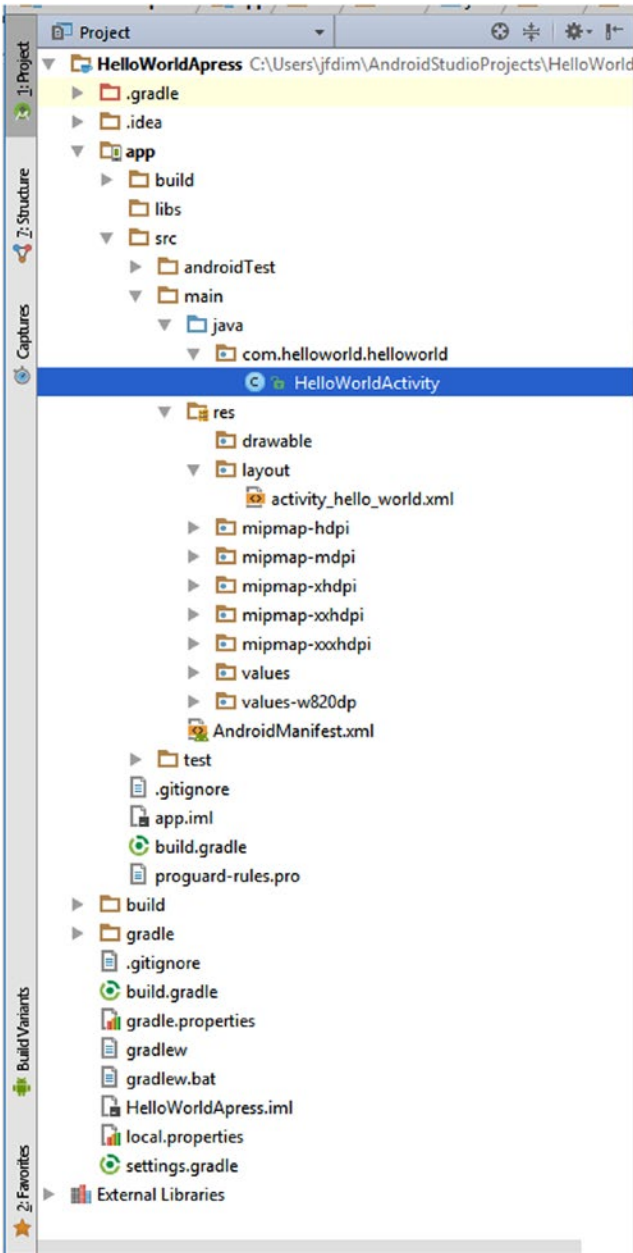 Project
HelloWorldApress C:\Users\jfdim\AndroidStudioProjects\HelloWorld
.gradle
.idea
app
build
libs
src
androidTest
main
java
com.helloworld.helloworld
HelloWorldActivity
res
drawable
layout
activity_hello_world.xml
mipmap-hdpi
mipmap-mdpi
mipmap-xhdpi
mipmap-xxhdpi
mipmap-xxxhdpi
values
values-w820dp
AndroidManifest.xml
test
.gitignore
app.iml
build.gradle
proguard-rules.pro
build
gradle
.gitignore
build.gradle
gradle.properties
gradlew
gradlew.bat
HelloWorldApress.iml
local.properties
settings.gradle
External Libraries
1: Project
7: Structure
Captures
Build Variants
2: Favorites